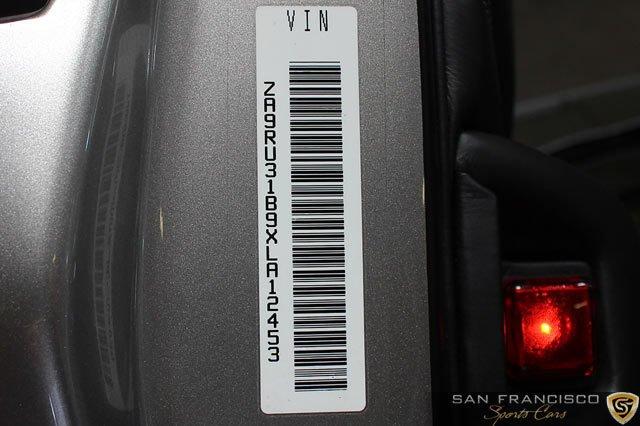 VIN
ZA9RU31B9XLA12453
SAN FRANCISCO
Sports Cars